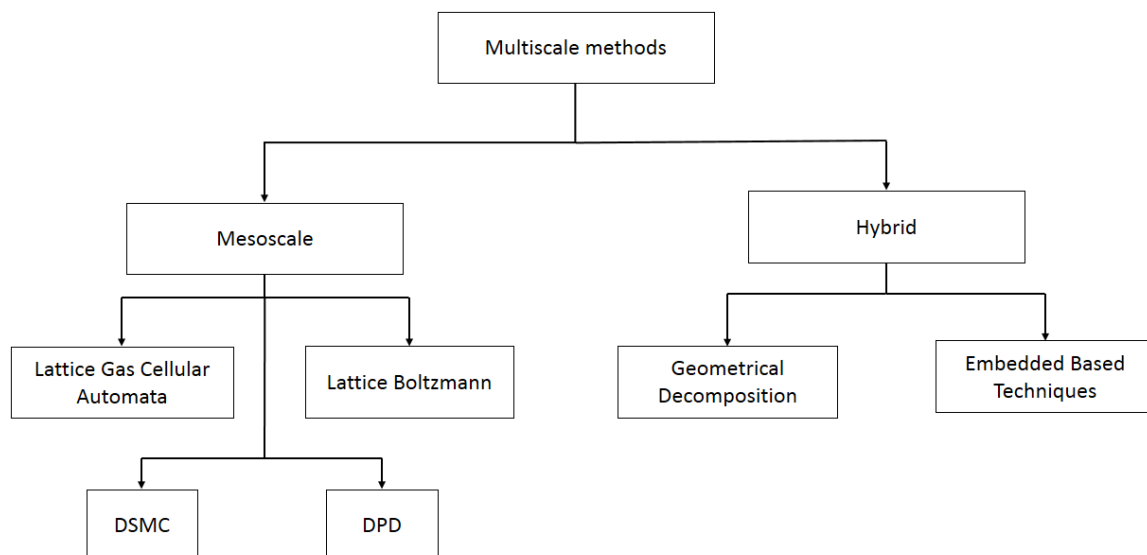 Multiscale methods
Mesoscale
Hybrid
Lattice Gas Cellular
Automata
Lattice Boltzmann
Geometrical
Decomposition
Embedded Based
Techniques
DSMC
DPD